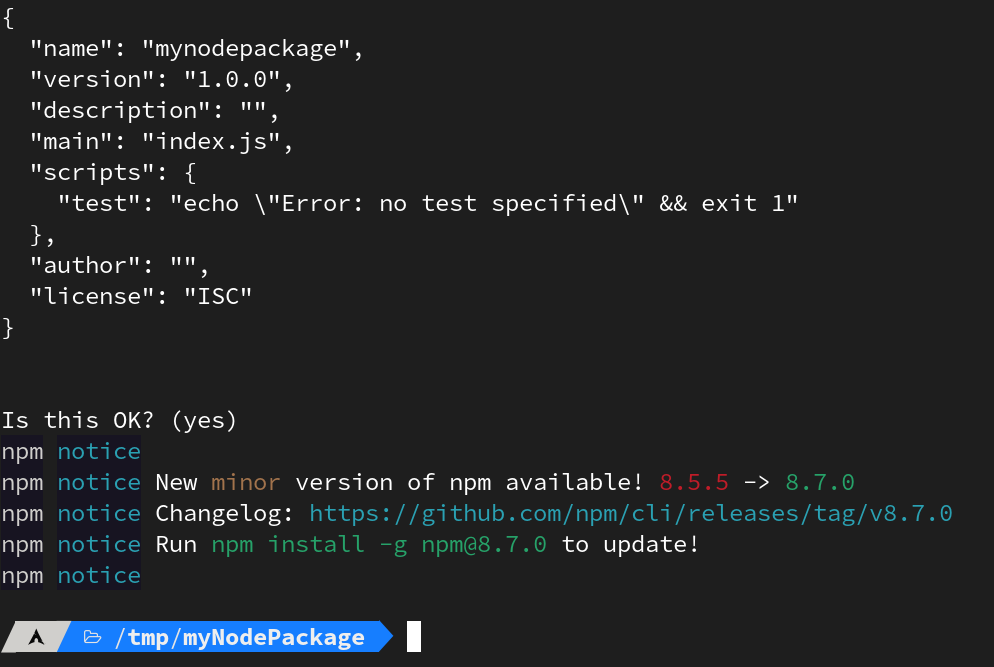 {
  "name": "mynodepackage",
  "version": "1.0.0",
  "description": "",
  "main": "index.js",
  "scripts": {
    "test": "echo \"Error: no test specified\" && exit 1"
  },
  "author": "",
  "license": "ISC"
}
Is this OK? (yes)
npm notice
npm notice New minor version of npm available! 8.5.5 -> 8.7.0
npm notice Changelog: https://github.com/npm/cli/releases/tag/v8.7.0
npm notice Run npm install -g npm@8.7.0 to update!
npm notice
/tmp/myNodePackage